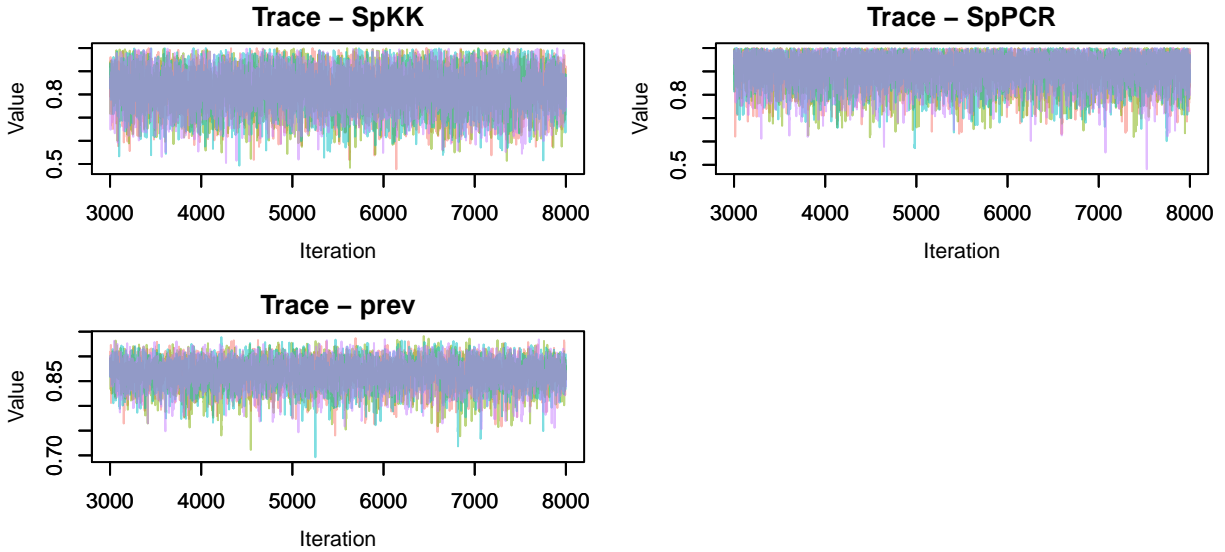 Trace − SpKK
Value
0.5 0.8
3000 4000 5000 6000 7000 8000
Iteration
Trace − SpPCR
Value
0.5 0.8
3000 4000 5000 6000 7000 8000
Iteration
Trace − prev
Value
0.70 0.85
3000 4000 5000 6000 7000 8000
Iteration